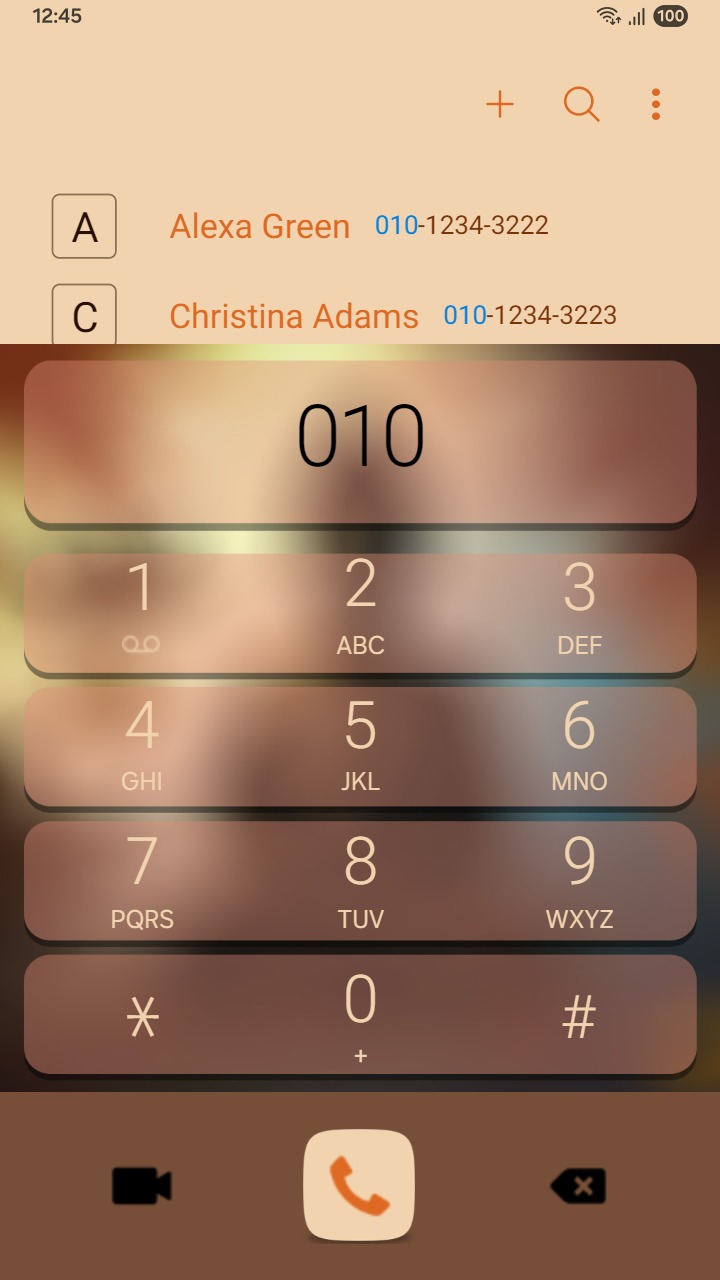 12:45 100
A Alexa Green 010-1234-3222
C Christina Adams 010-1234-3223
010
1 2 3
ABC DEF
4 5 6
GHI JKL MNO
7 8 9
PQRS TUV WXYZ
* 0 #
+